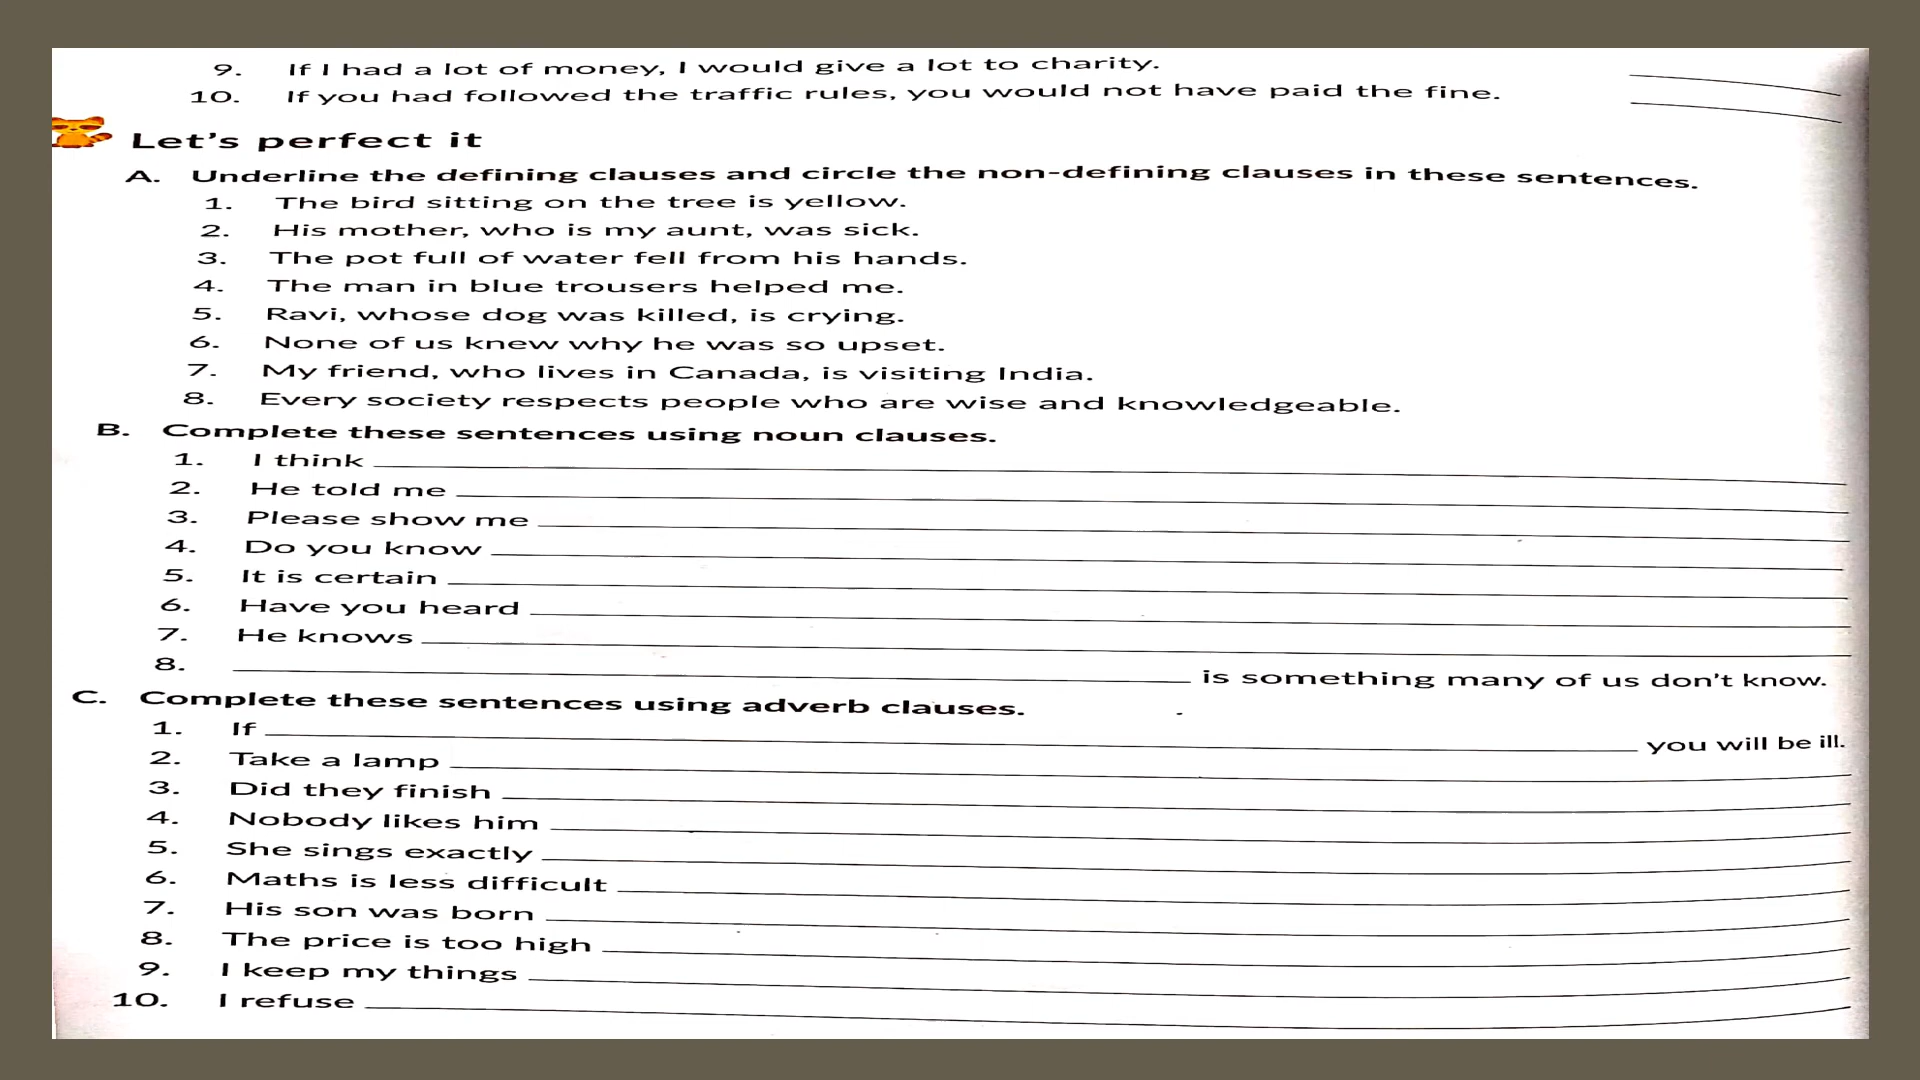 9. If I had a lot of money, I would give a lot to charity.
10. If you had followed the traffic rules, you would not have paid the fine.
Let's perfect it
A. Underline the defining clauses and circle the non-defining clauses in these sentences.
1. The bird sitting on the tree is yellow.
2. His mother, who is my aunt, was sick.
3. The pot full of water fell from his hands.
4. The man in blue trousers helped me.
5. Ravi, whose dog was killed, is crying.
6. None of us knew why he was so upset.
7. My friend, who lives in Canada, is visiting India.
8. Every society respects people who are wise and knowledgeable.
B. Complete these sentences using noun clauses.
1. I think
2. He told me
3. Please show me
4. Do you know
5. It is certain
6. Have you heard
7. He knows
8. is something many of us don't know.
C. Complete these sentences using adverb clauses.
1. If you will be ill.
2. Take a lamp
3. Did they finish
4. Nobody likes him
5. She sings exactly
6. Maths is less difficult
7. His son was born
8. The price is too high
9. I keep my things
10. I refuse